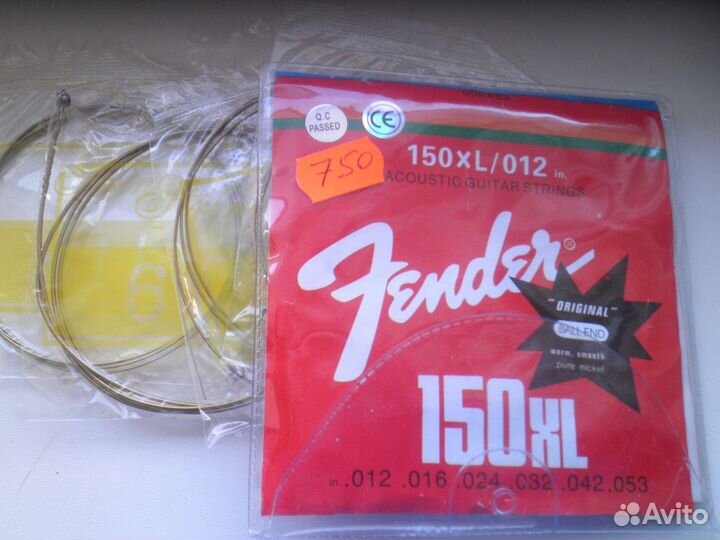 Q.C
PASSED
CE
750
150XL/012 in.
ACOUSTIC GUITAR STRINGS
Fender®
"ORIGINAL"
BALL END
warm, smooth
pure nickel
150XL
in. .012 .016 .024 .032 .042 .053
6
Avito